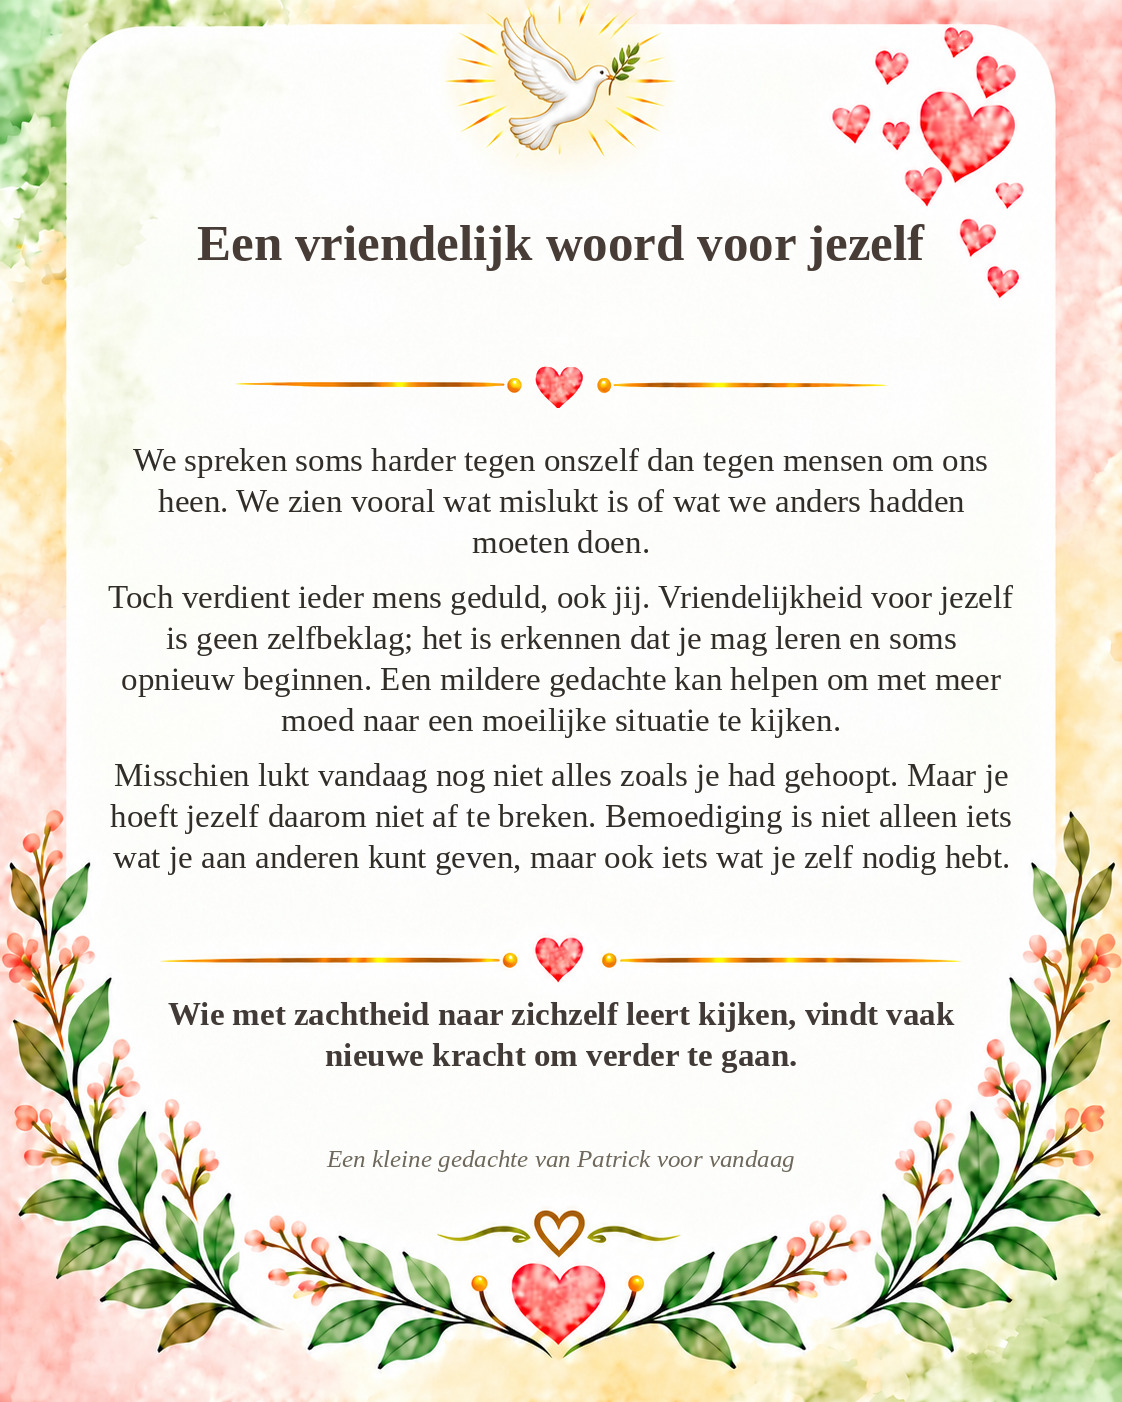 Een vriendelijk woord voor jezelf
We spreken soms harder tegen onszelf dan tegen mensen om ons
heen. We zien vooral wat mislukt is of wat we anders hadden
moeten doen.
Toch verdient ieder mens geduld, ook jij. Vriendelijkheid voor jezelf
is geen zelfbeklag; het is erkennen dat je mag leren en soms
opnieuw beginnen. Een mildere gedachte kan helpen om met meer
moed naar een moeilijke situatie te kijken.
Misschien lukt vandaag nog niet alles zoals je had gehoopt. Maar je
hoeft jezelf daarom niet af te breken. Bemoediging is niet alleen iets
wat je aan anderen kunt geven, maar ook iets wat je zelf nodig hebt.
Wie met zachtheid naar zichzelf leert kijken, vindt vaak
nieuwe kracht om verder te gaan.
Een kleine gedachte van Patrick voor vandaag